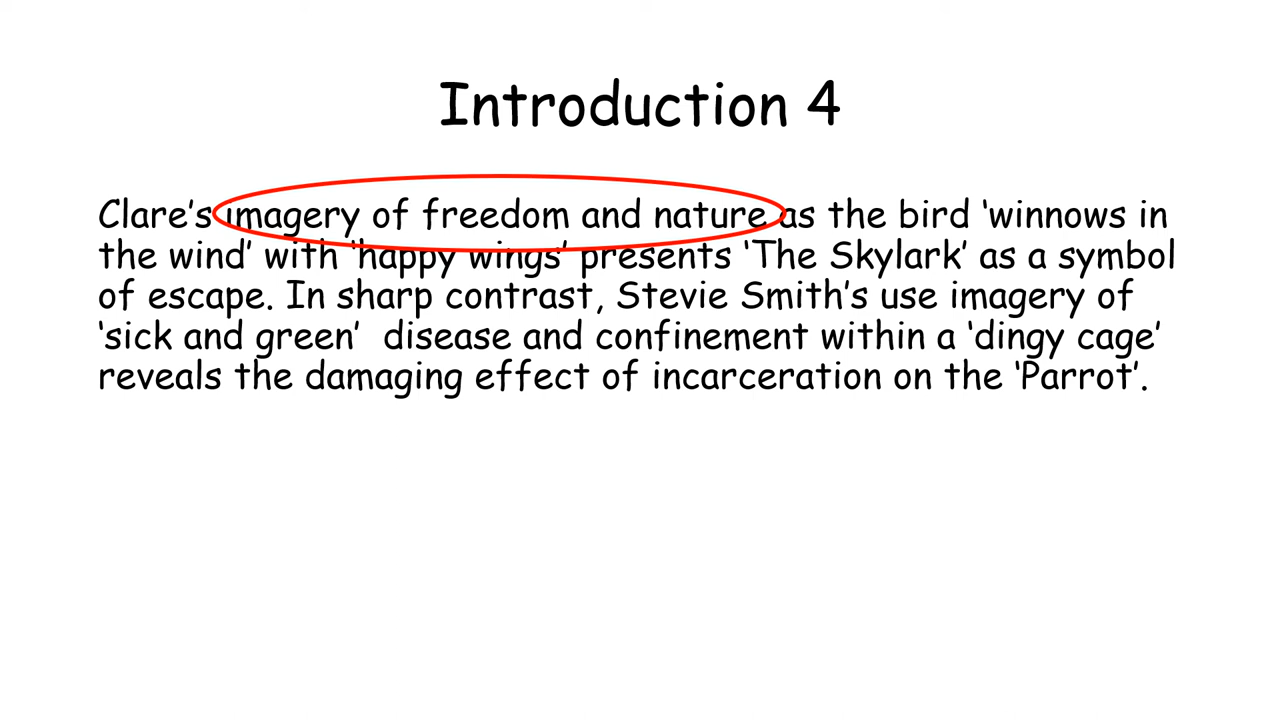 Introduction 4
Clare’s imagery of freedom and nature as the bird ‘winnows in
the wind’ with ‘happy wings’ presents ‘The Skylark’ as a symbol
of escape. In sharp contrast, Stevie Smith’s use imagery of
‘sick and green’  disease and confinement within a ‘dingy cage’
reveals the damaging effect of incarceration on the ‘Parrot’.